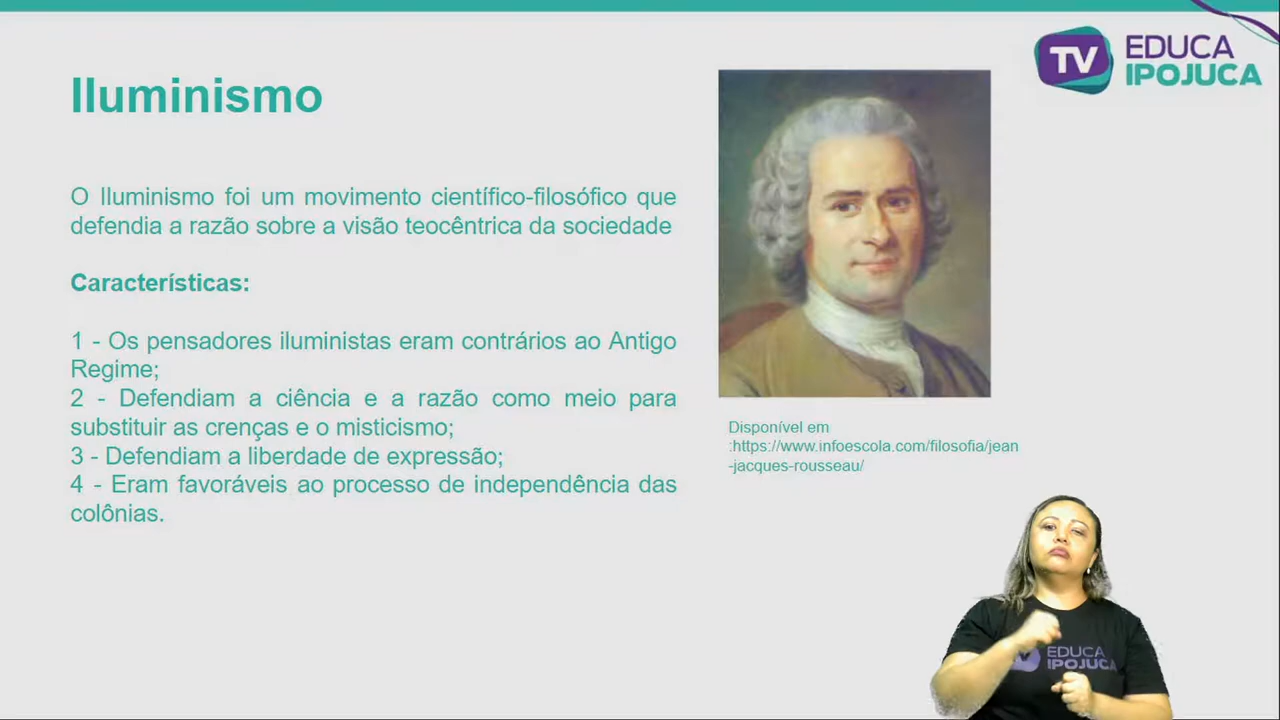 TV EDUCA
IPOJUCA
Iluminismo
O Iluminismo foi um movimento científico-filosófico que
defendia a razão sobre a visão teocêntrica da sociedade
Características:
1 - Os pensadores iluministas eram contrários ao Antigo
Regime;
2 - Defendiam a ciência e a razão como meio para
substituir as crenças e o misticismo;
3 - Defendiam a liberdade de expressão;
4 - Eram favoráveis ao processo de independência das
colônias.
Disponível em
:https://www.infoescola.com/filosofia/jean
-jacques-rousseau/
EDUCA
IPOJUCA